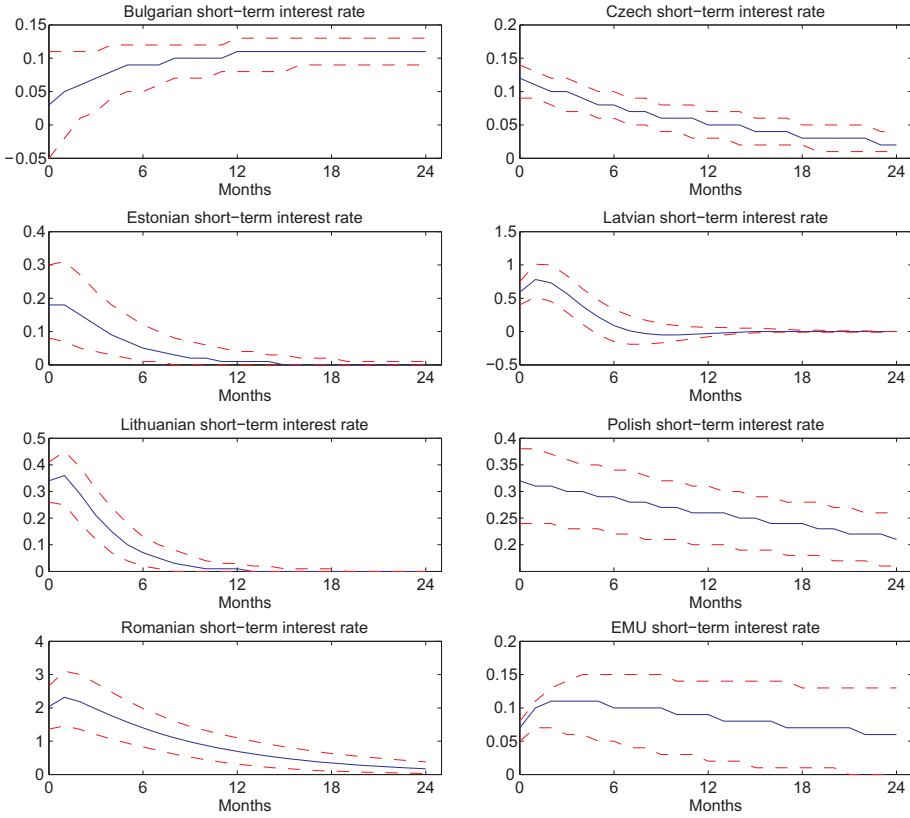 Bulgarian short−term interest rate
0.15
0.1
0.05
0
−0.05
0 6 12 18 24
Months
Czech short−term interest rate
0.2
0.15
0.1
0.05
0
0 6 12 18 24
Months
Estonian short−term interest rate
0.4
0.3
0.2
0.1
0
0 6 12 18 24
Months
Latvian short−term interest rate
1.5
1
0.5
0
−0.5
0 6 12 18 24
Months
Lithuanian short−term interest rate
0.5
0.4
0.3
0.2
0.1
0
0 6 12 18 24
Months
Polish short−term interest rate
0.4
0.35
0.3
0.25
0.2
0 6 12 18 24
Months
Romanian short−term interest rate
4
3
2
1
0
0 6 12 18 24
Months
EMU short−term interest rate
0.2
0.15
0.1
0.05
0
0 6 12 18 24
Months